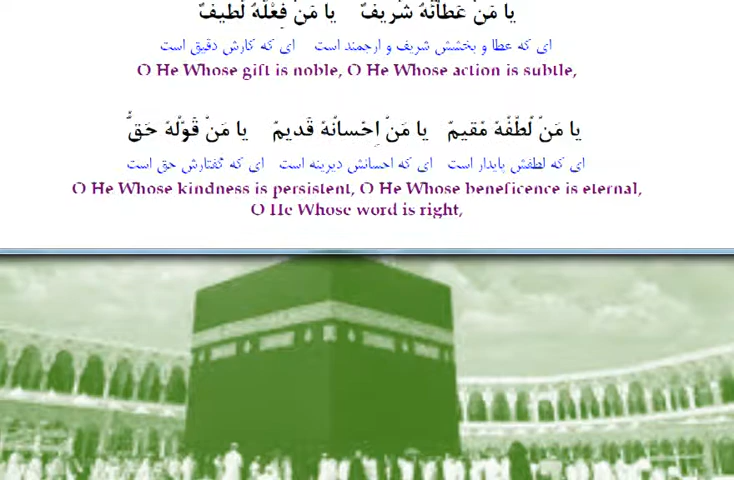 يا مَنْ عَطآئُهُ شَريفٌ يا مَنْ فِعْلُهُ لَطيفٌ
ای که عطا و بخشش شریف و ارجمند است ای که کارش دقیق است
O He Whose gift is noble, O He Whose action is subtle,
يا مَنْ لُطْفُهُ مُقيمٌ يا مَنْ اِحْسانُهُ قَديمٌ يا مَنْ قَوْلُهُ حَقٌّ
ای که لطفش پایدار است ای که احسانش دیرینه است ای که گفتارش حق است
O He Whose kindness is persistent, O He Whose beneficence is eternal,
O He Whose word is right,